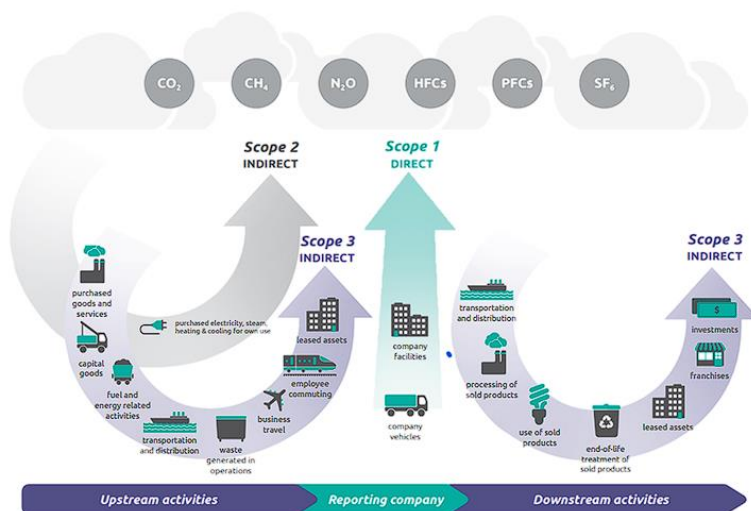 CO₂ CH₄ N₂O HFCs PFCs SF₆
Scope 2
INDIRECT
Scope 1
DIRECT
Scope 3
INDIRECT
Scope 3
INDIRECT
purchased
goods and
services
capital
goods
fuel and
energy related
activities
transportation
and distribution
waste
generated in
operations
business
travel
employee
commuting
leased assets
purchased electricity, steam,
heating & cooling for own use
company
facilities
company
vehicles
transportation
and distribution
processing of
sold products
use of sold
products
end-of-life
treatment of
sold products
leased assets
franchises
investments
$
Upstream activities
Reporting company
Downstream activities